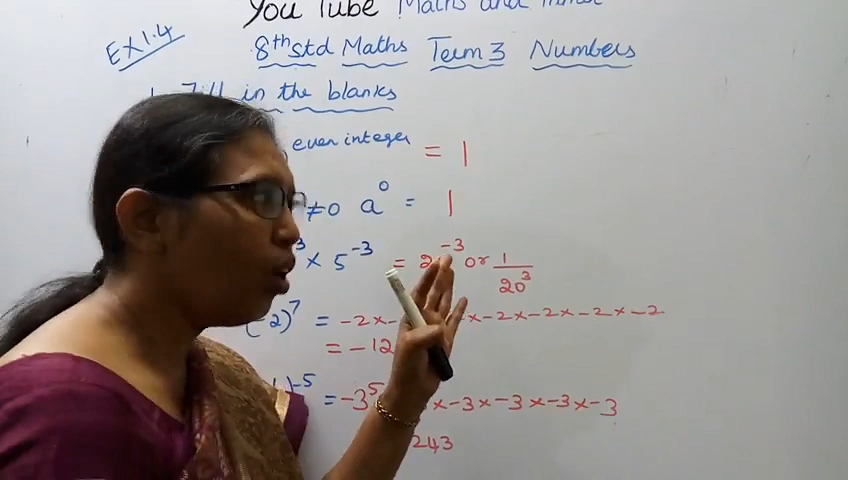 You Tube Maths and
EX 1.4
8th std Maths Term 3 Numbers
1. Fill in the blanks
even integer = 1
≠0 a⁰ = 1
³ × 5⁻³ = 2 ⁻³ or 1/20³
(-2)⁷ = -2×- ×-2×-2×-2×-2
= -12
)⁻⁵ = -3⁵ ×-3×-3×-3×-3
243